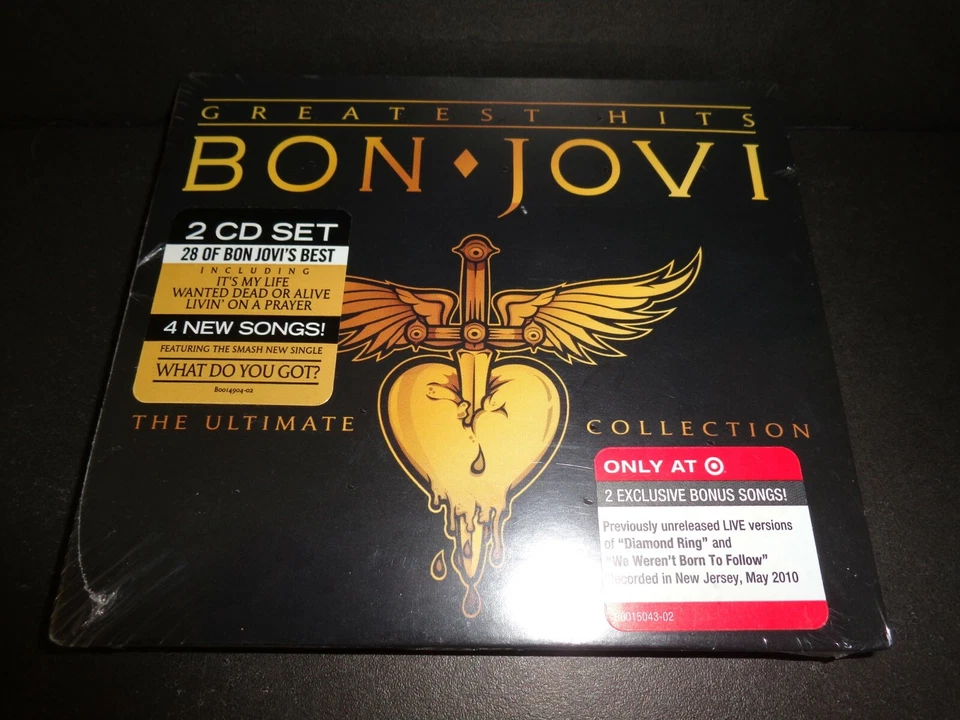 GREATEST HITS
BON JOVI
2 CD SET
28 OF BON JOVI'S BEST
INCLUDING
IT'S MY LIFE
WANTED DEAD OR ALIVE
LIVIN' ON A PRAYER
4 NEW SONGS!
FEATURING THE SMASH NEW SINGLE
WHAT DO YOU GOT?
B0014904-02
THE ULTIMATE COLLECTION
ONLY AT
2 EXCLUSIVE BONUS SONGS!
Previously unreleased LIVE versions
of "Diamond Ring" and
"We Weren't Born To Follow"
Recorded in New Jersey, May 2010
B0015043-02